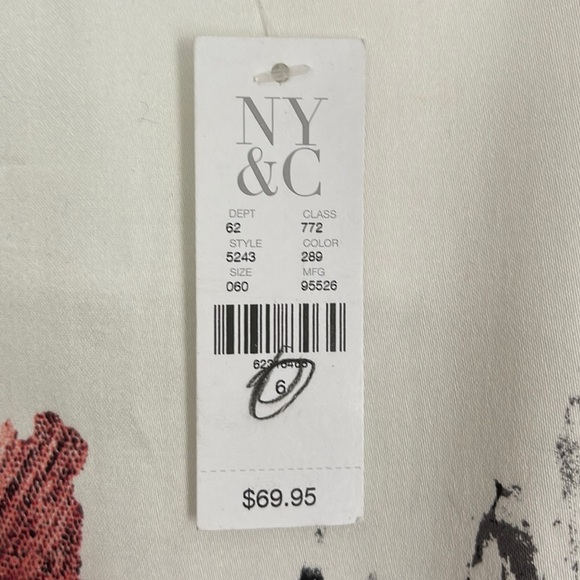 NY
&C
DEPT CLASS
62 772
STYLE COLOR
5243 289
SIZE MFG
060 95526
6
$69.95